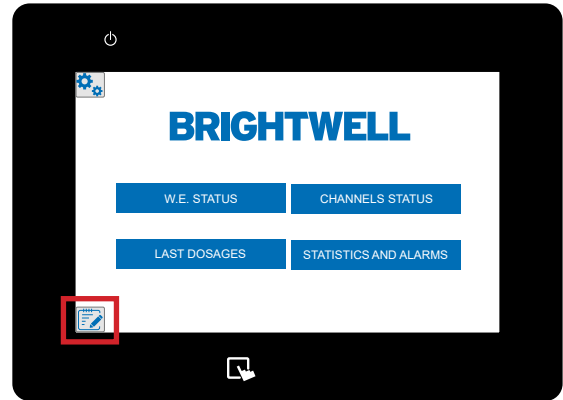 BRIGHTWELL
W.E. STATUS
CHANNELS STATUS
LAST DOSAGES
STATISTICS AND ALARMS